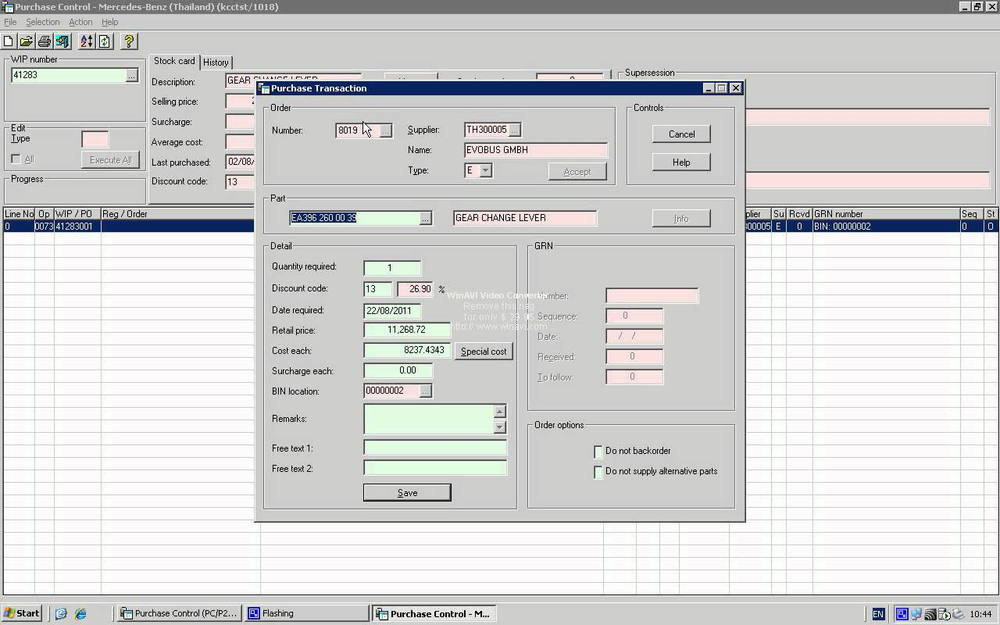 Purchase Control - Mercedes-Benz (Thailand) (kcctst/1018)
File Selection Action Help
WIP number
41283 ...
Edit
Type
All
Execute All
Progress
Stock card
History
Description:
GEAR CHANGE LEVER
Selling price:
Surcharge:
Average cost:
Last purchased: 02/08/
Discount code: 13
Supersession
Line No Op WIP / PO Reg / Order
0 0073 41283001
plier Su Rcvd GRN number Seq St
300005 E 0 BIN: 00000002 0 O
Purchase Transaction
Order
Number: 8019 ...
Supplier: TH300005 ...
Name: EVOBUS GMBH
Type: E
Accept
Controls
Cancel
Help
Part
EA396 260 00 39 ...
GEAR CHANGE LEVER
Info
Detail
Quantity required: 1
Discount code: 13 26.90 %
Date required: 22/08/2011
Retail price: 11,268.72
Cost each: 8237.4343
Special cost
Surcharge each: 0.00
BIN location: 00000002 ...
Remarks:
Free text 1:
Free text 2:
Save
GRN
Number:
Sequence: 0
Date: / /
Received: 0
To follow: 0
Order options
Do not backorder
Do not supply alternative parts
WinAVI Video Converter
Remove this nag
for only $ 29.95
http:// www.winavi.com
Start
Purchase Control (PC/P2...
Flashing
Purchase Control - M...
EN
10:44